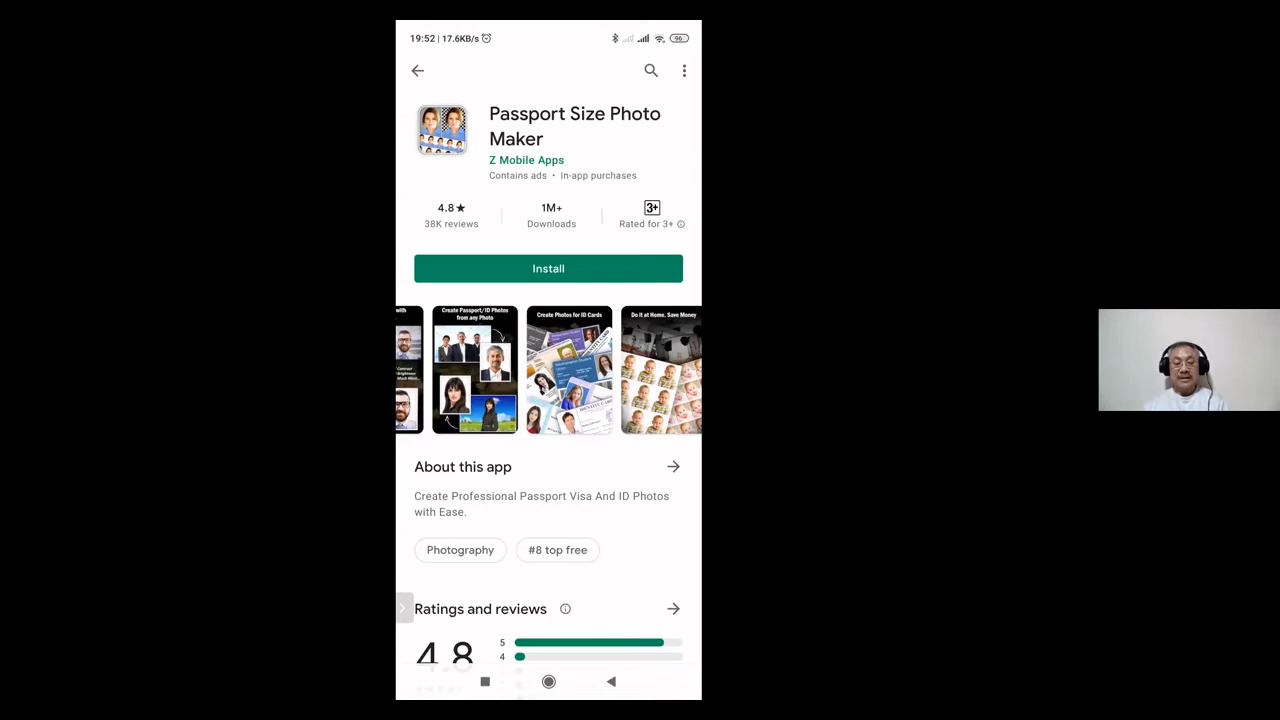 19:52 | 17.6KB/s
96
Passport Size Photo
Maker
Z Mobile Apps
Contains ads • In-app purchases
4.8★
38K reviews
1M+
Downloads
3+
Rated for 3+
Install
with
Create Passport/ID Photos
from any Photo
Create Photos for ID Cards
Do it at Home. Save Money
About this app
Create Professional Passport Visa And ID Photos
with Ease.
Photography
#8 top free
Ratings and reviews
4.8
5
4